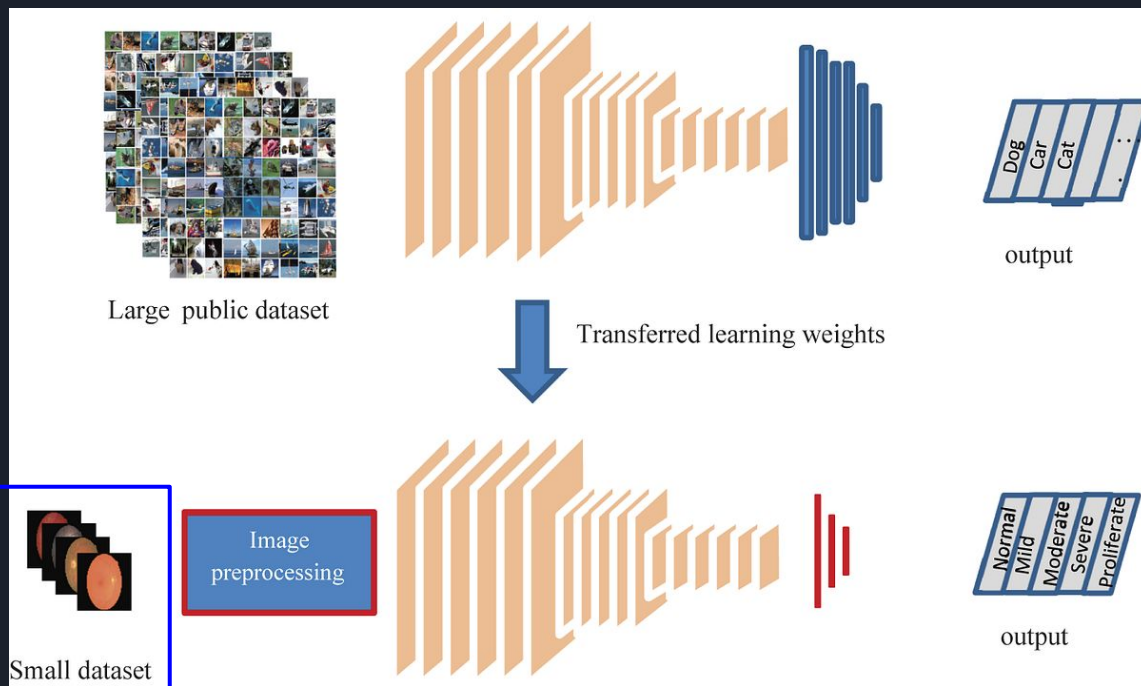 Dog
Car
Cat
. . .
output
Large public dataset
Transferred learning weights
Image
preprocessing
Normal
Mild
Moderate
Severe
Proliferate
output
Small dataset